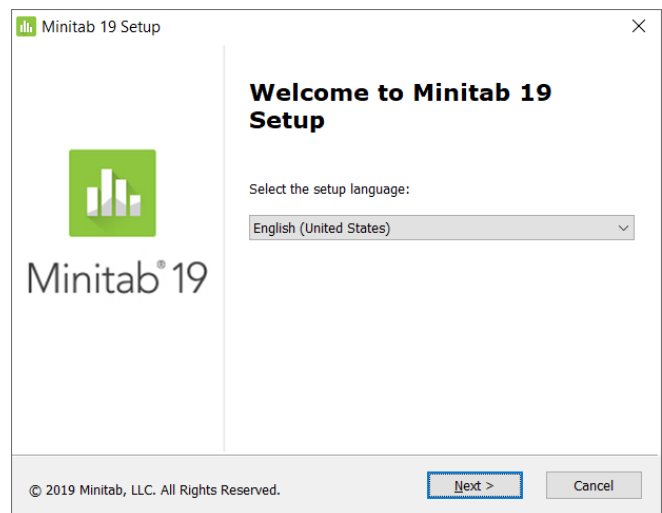 Minitab 19 Setup
Welcome to Minitab 19
Setup
Select the setup language:
English (United States)
Minitab® 19
© 2019 Minitab, LLC. All Rights Reserved.
Next >
Cancel